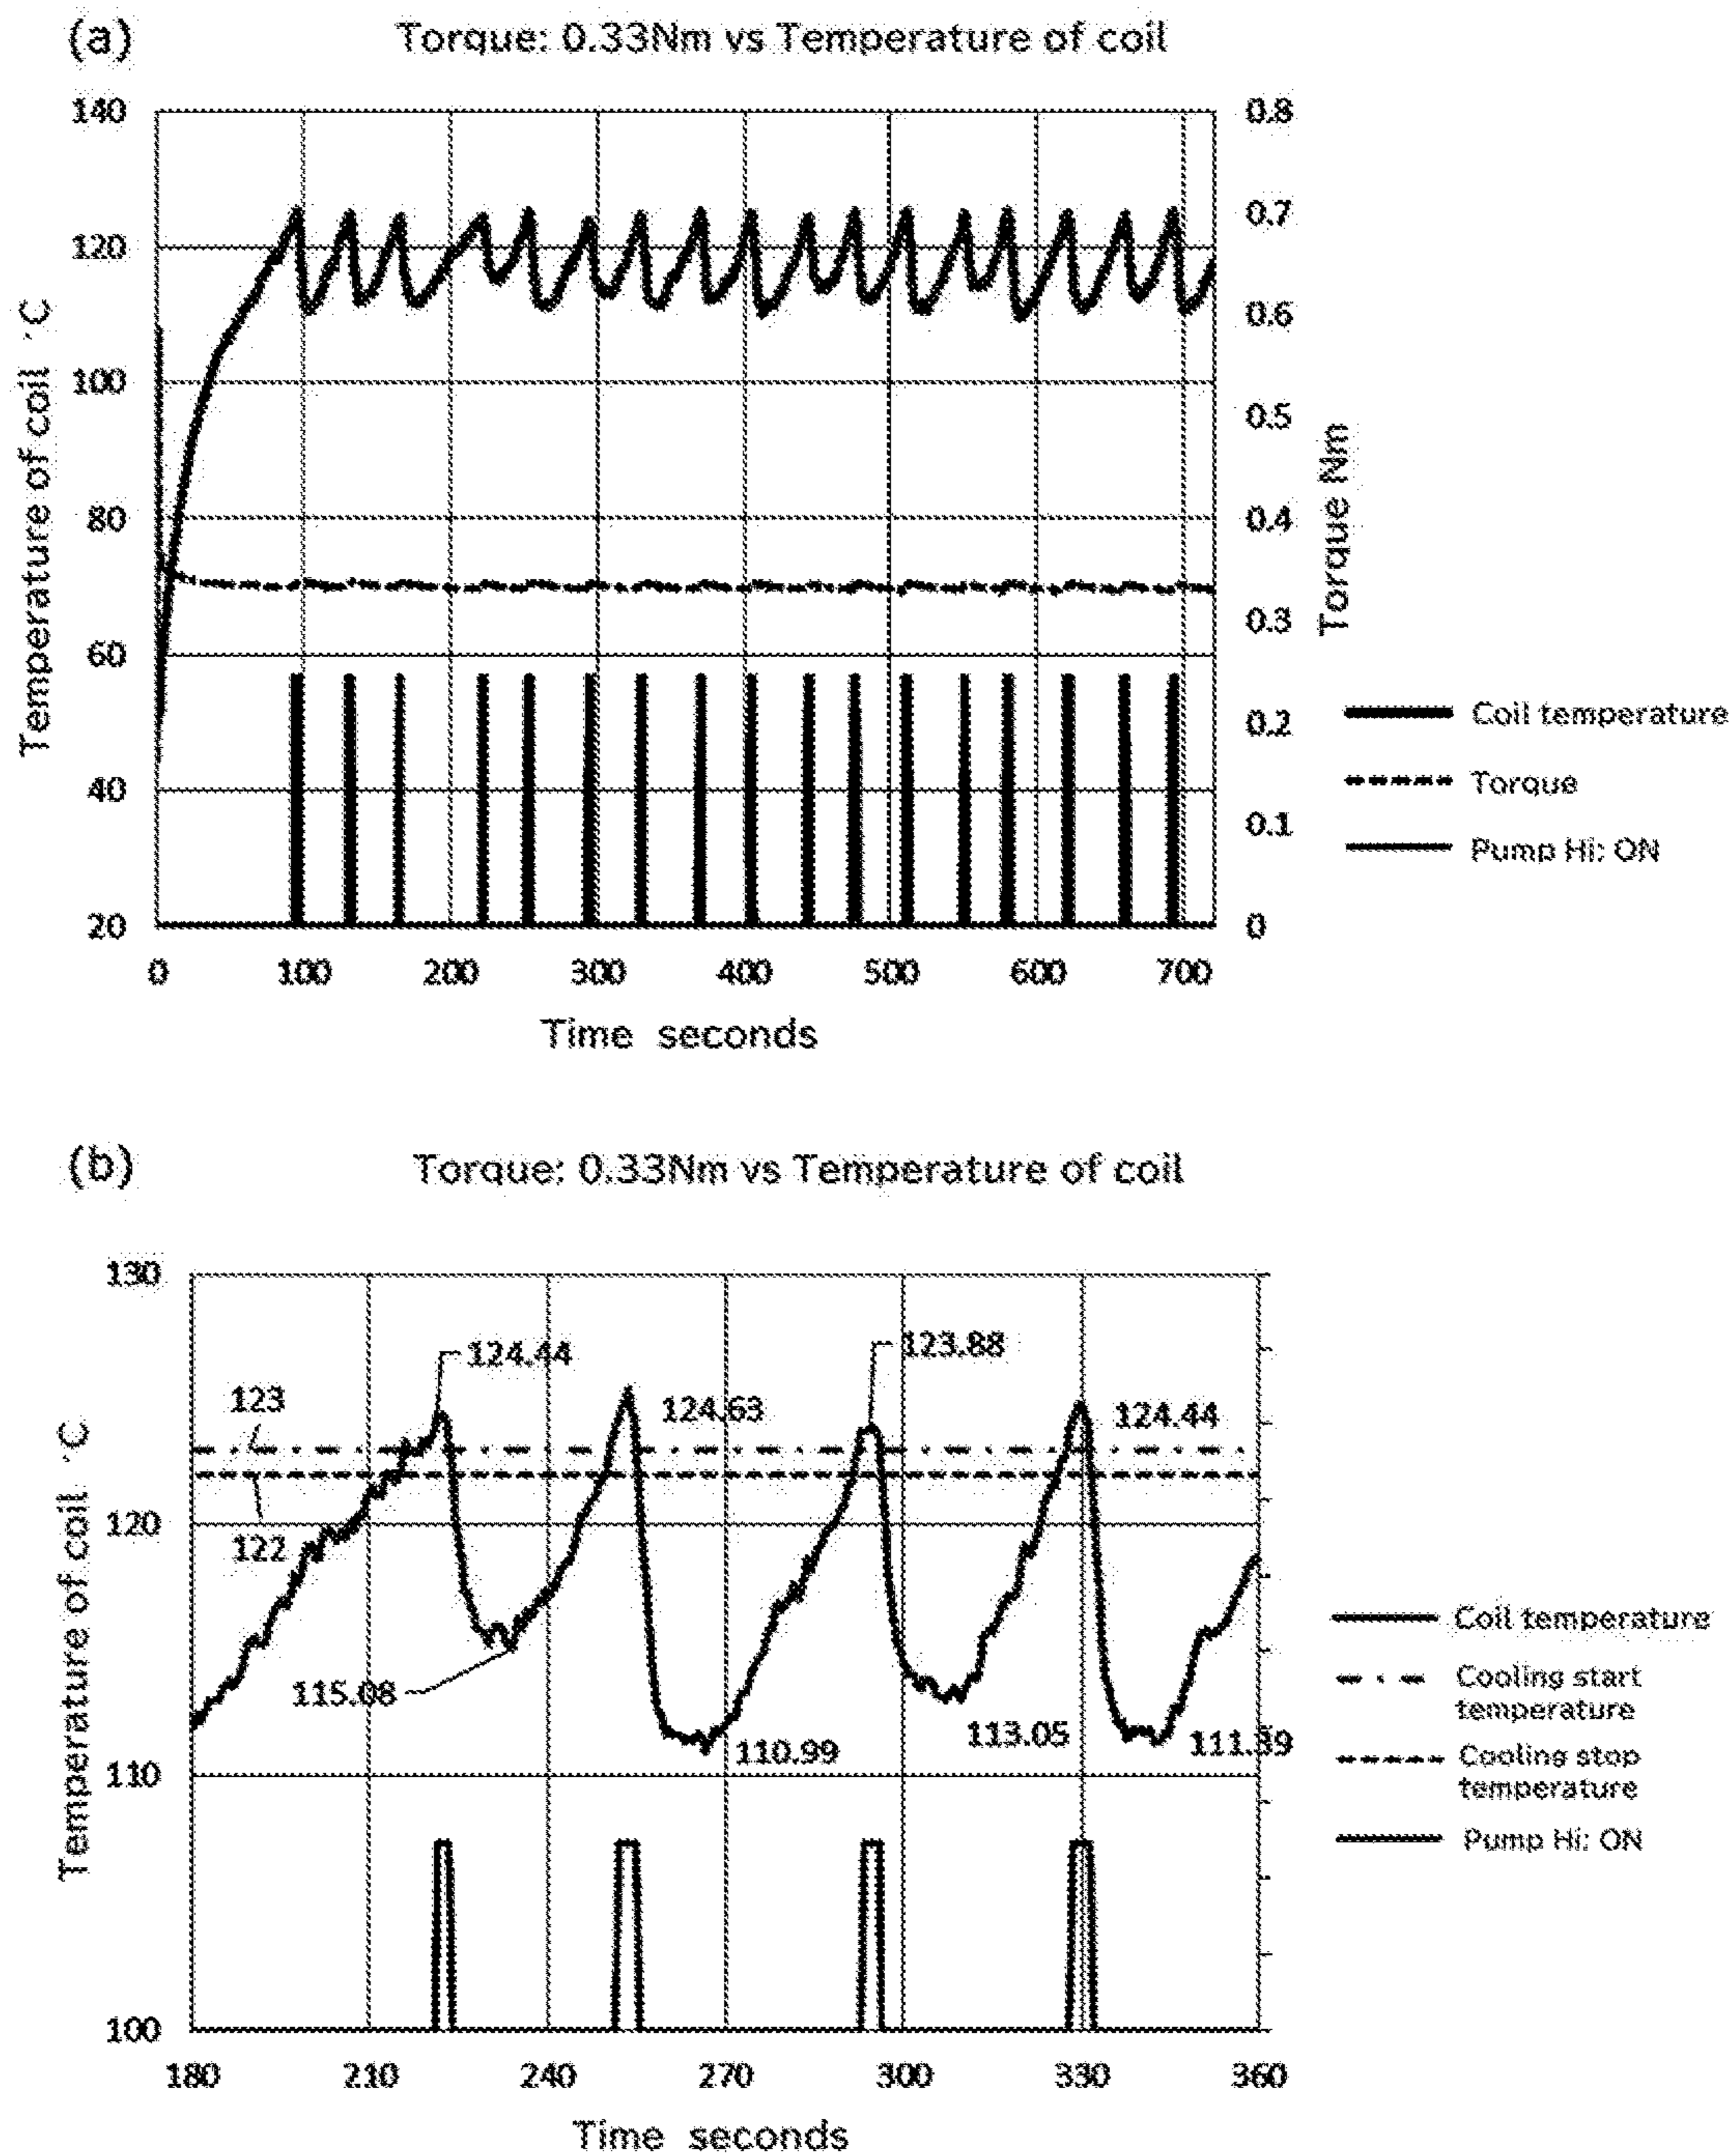 (a) Torque: 0.33Nm vs Temperature of coil
140
120
100
80
60
40
20
Temperature of coil °C
0.8
0.7
0.6
0.5
0.4
0.3
0.2
0.1
0
Torque Nm
0 100 200 300 400 500 600 700
Time seconds
Coil temperature
Torque
Pump Hi: ON
(b) Torque: 0.33Nm vs Temperature of coil
130
120
110
100
Temperature of coil °C
124.44
123.88
123
124.63
124.44
122
115.08
110.99
113.05
111.39
180 210 240 270 300 330 360
Time seconds
Coil temperature
Cooling start
temperature
Cooling stop
temperature
Pump Hi: ON